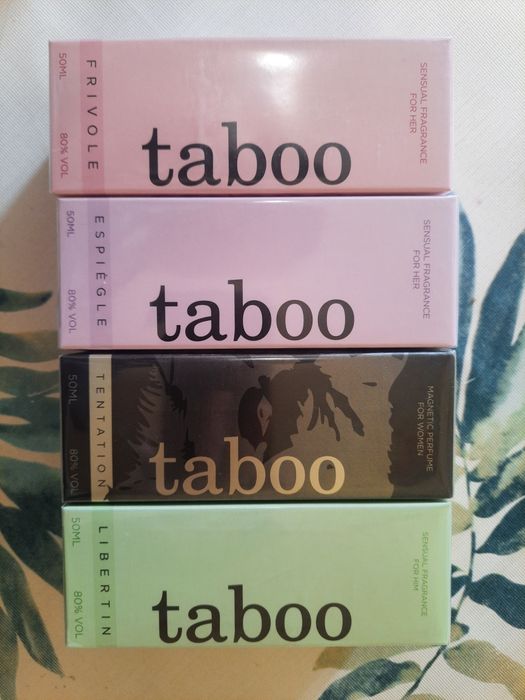 50ML
80% VOL
FRIVOLE
taboo
SENSUAL FRAGRANCE
FOR HER
50ML
80% VOL
ESPIÈGLE
taboo
SENSUAL FRAGRANCE
FOR HER
50ML
80% VOL
TENTATION
taboo
MAGNETIC PERFUME
FOR WOMEN
50ML
80% VOL
LIBERTIN
taboo
SENSUAL FRAGRANCE
FOR HIM